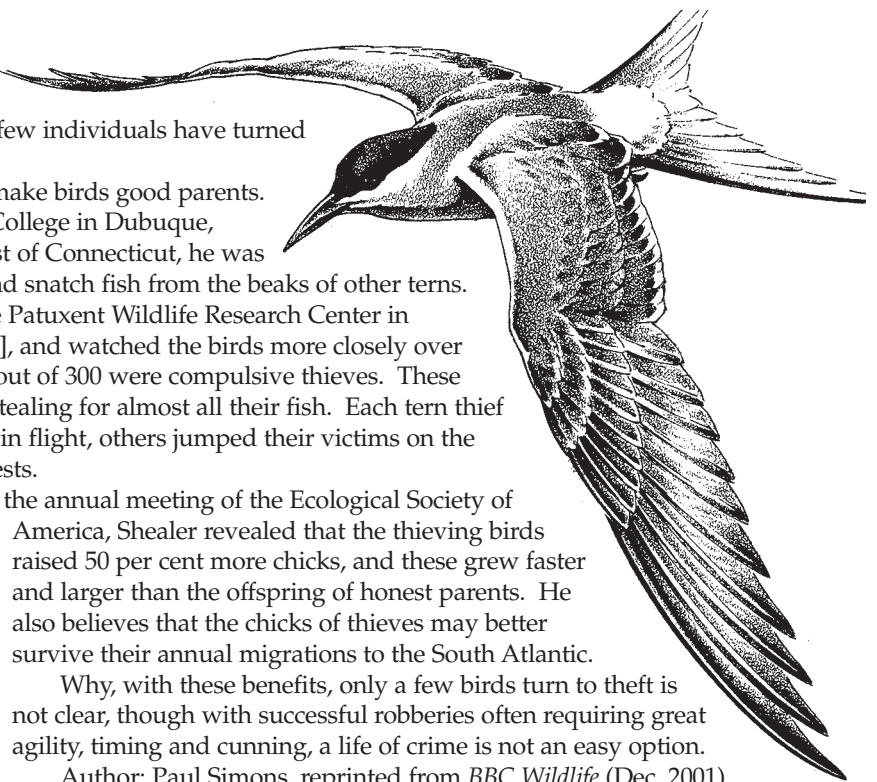 few individuals have turned
make birds good parents.
College in Dubuque,
st of Connecticut, he was
nd snatch fish from the beaks of other terns.
e Patuxent Wildlife Research Center in
], and watched the birds more closely over
out of 300 were compulsive thieves.  These
tealing for almost all their fish.  Each tern thief
in flight, others jumped their victims on the
ests.
the annual meeting of the Ecological Society of
America, Shealer revealed that the thieving birds
raised 50 per cent more chicks, and these grew faster
and larger than the offspring of honest parents.  He
also believes that the chicks of thieves may better
survive their annual migrations to the South Atlantic.
Why, with these benefits, only a few birds turn to theft is
not clear, though with successful robberies often requiring great
agility, timing and cunning, a life of crime is not an easy option.
Author: Paul Simons, reprinted from BBC Wildlife (Dec. 2001)